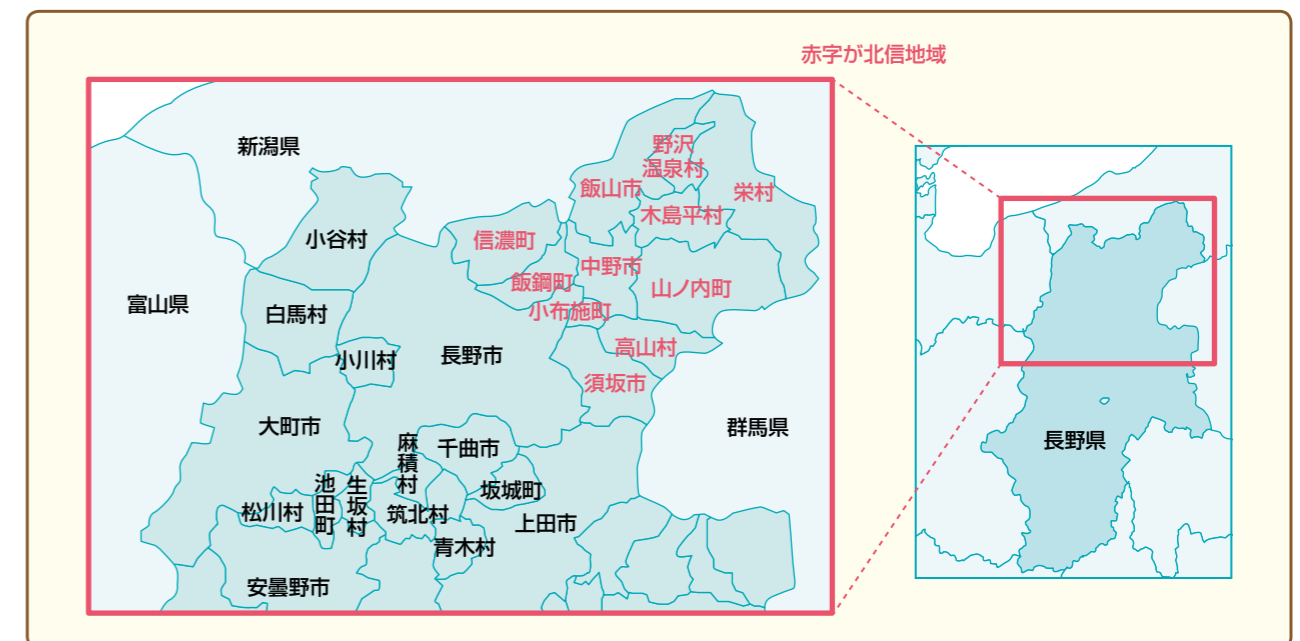 赤字が北信地域
新潟県
野沢
温泉村
飯山市
栄村
木島平村
小谷村
信濃町
中野市
飯鋼町
山ノ内町
富山県
白馬村
小布施町
小川村
長野市
高山村
須坂市
大町市
群馬県
麻積村
千曲市
池田町
生坂村
坂城町
松川村
筑北村
上田市
青木村
安曇野市
長野県